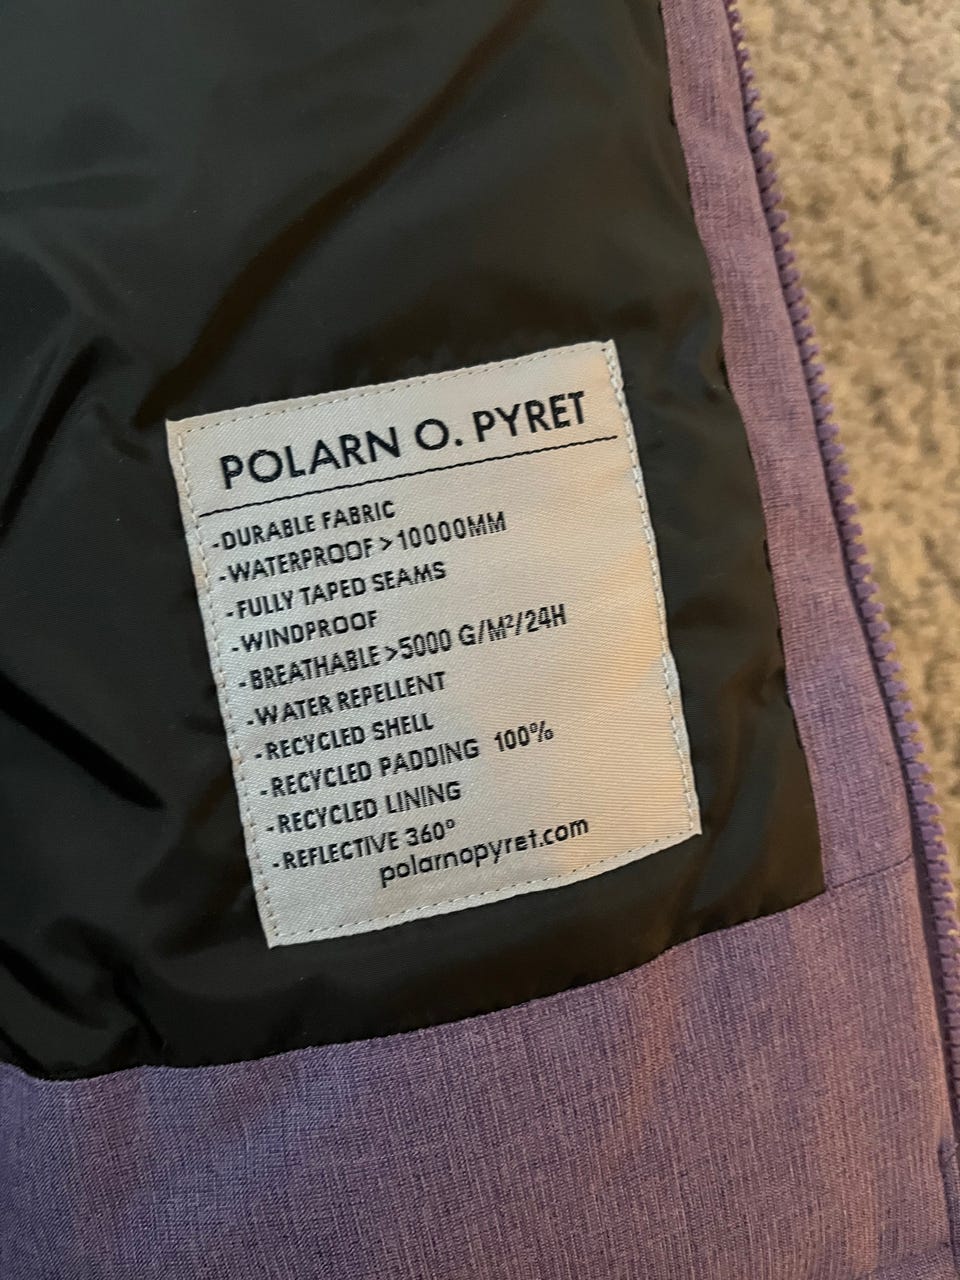 POLARN O. PYRET
-DURABLE FABRIC
-WATERPROOF >10000MM
-FULLY TAPED SEAMS
-WINDPROOF
-BREATHABLE >5000 G/M²/24H
-WATER REPELLENT
-RECYCLED SHELL
-RECYCLED PADDING 100%
-RECYCLED LINING
-REFLECTIVE 360°
polarnopyret.com